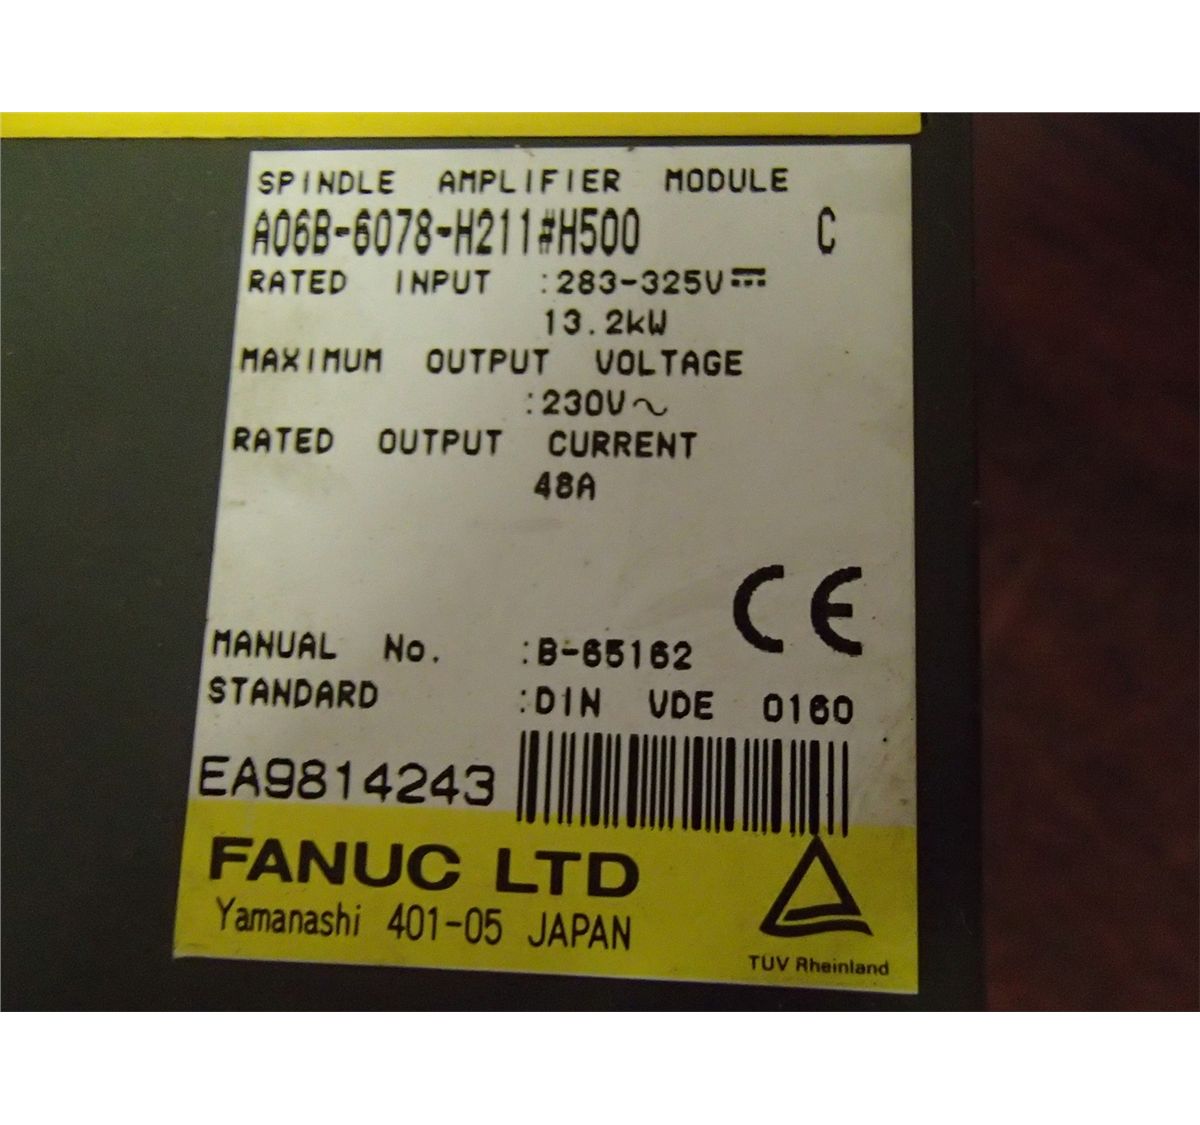 SPINDLE AMPLIFIER MODULE
A06B-6078-H211#H500 C
RATED INPUT :283-325V⎓
13.2kW
MAXIMUM OUTPUT VOLTAGE
:230V~
RATED OUTPUT CURRENT
48A
CE
MANUAL No. :B-65162
STANDARD :DIN VDE 0160
EA9814243
FANUC LTD
Yamanashi 401-05 JAPAN
TUV Rheinland